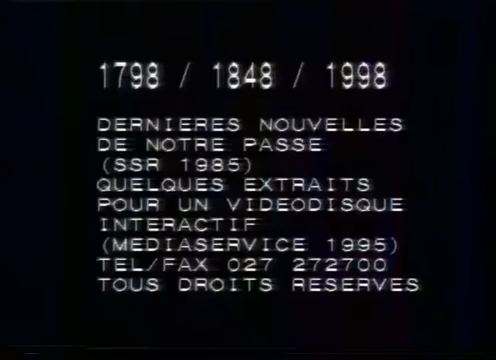 1798 / 1848 / 1998
DERNIERES NOUVELLES
DE NOTRE PASSE
(SSR 1985)
QUELQUES EXTRAITS
POUR UN VIDEODISQUE
INTERACTIF
(MEDIASERVICE 1995)
TEL/FAX 027 272700
TOUS DROITS RESERVES